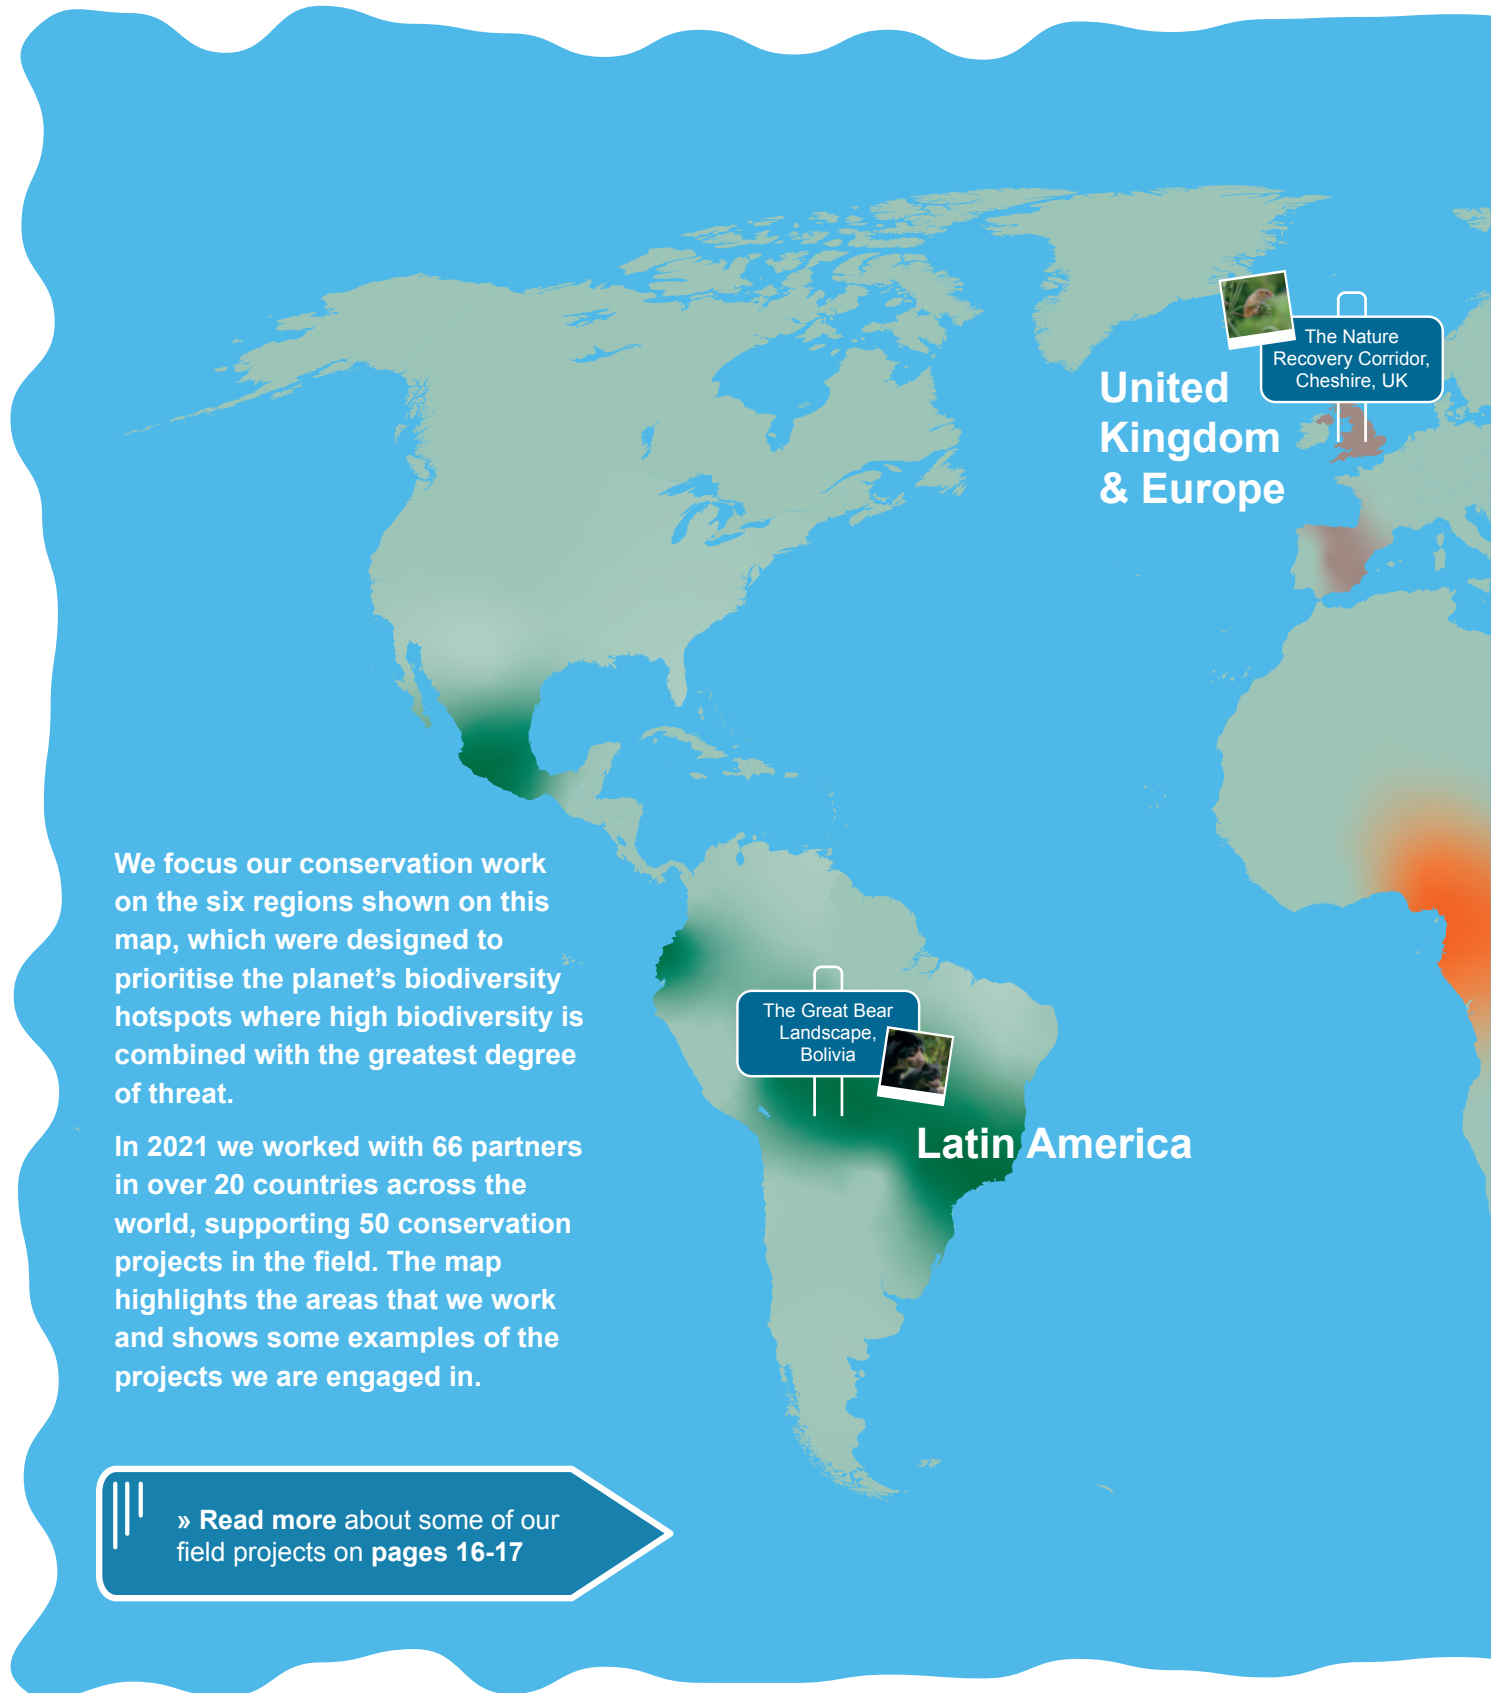 The Nature
Recovery Corridor,
Cheshire, UK
United
Kingdom
& Europe
We focus our conservation work
on the six regions shown on this
map, which were designed to
prioritise the planet's biodiversity
hotspots where high biodiversity is
combined with the greatest degree
of threat.
In 2021 we worked with 66 partners
in over 20 countries across the
world, supporting 50 conservation
projects in the field. The map
highlights the areas that we work
and shows some examples of the
projects we are engaged in.
The Great Bear
Landscape,
Bolivia
Latin America
» Read more about some of our
field projects on pages 16-17